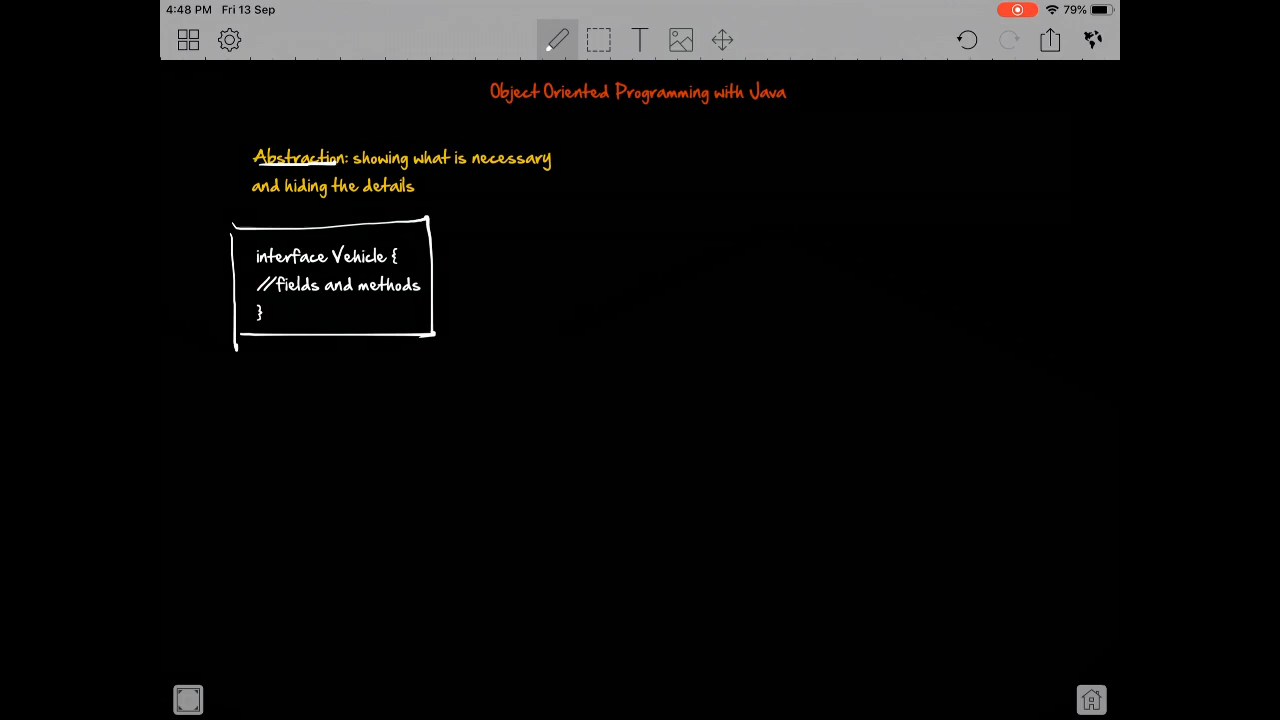 4:48 PM Fri 13 Sep 79%
T
Object Oriented Programming with Java
Abstraction: showing what is necessary
and hiding the details
interface Vehicle {
//fields and methods
}